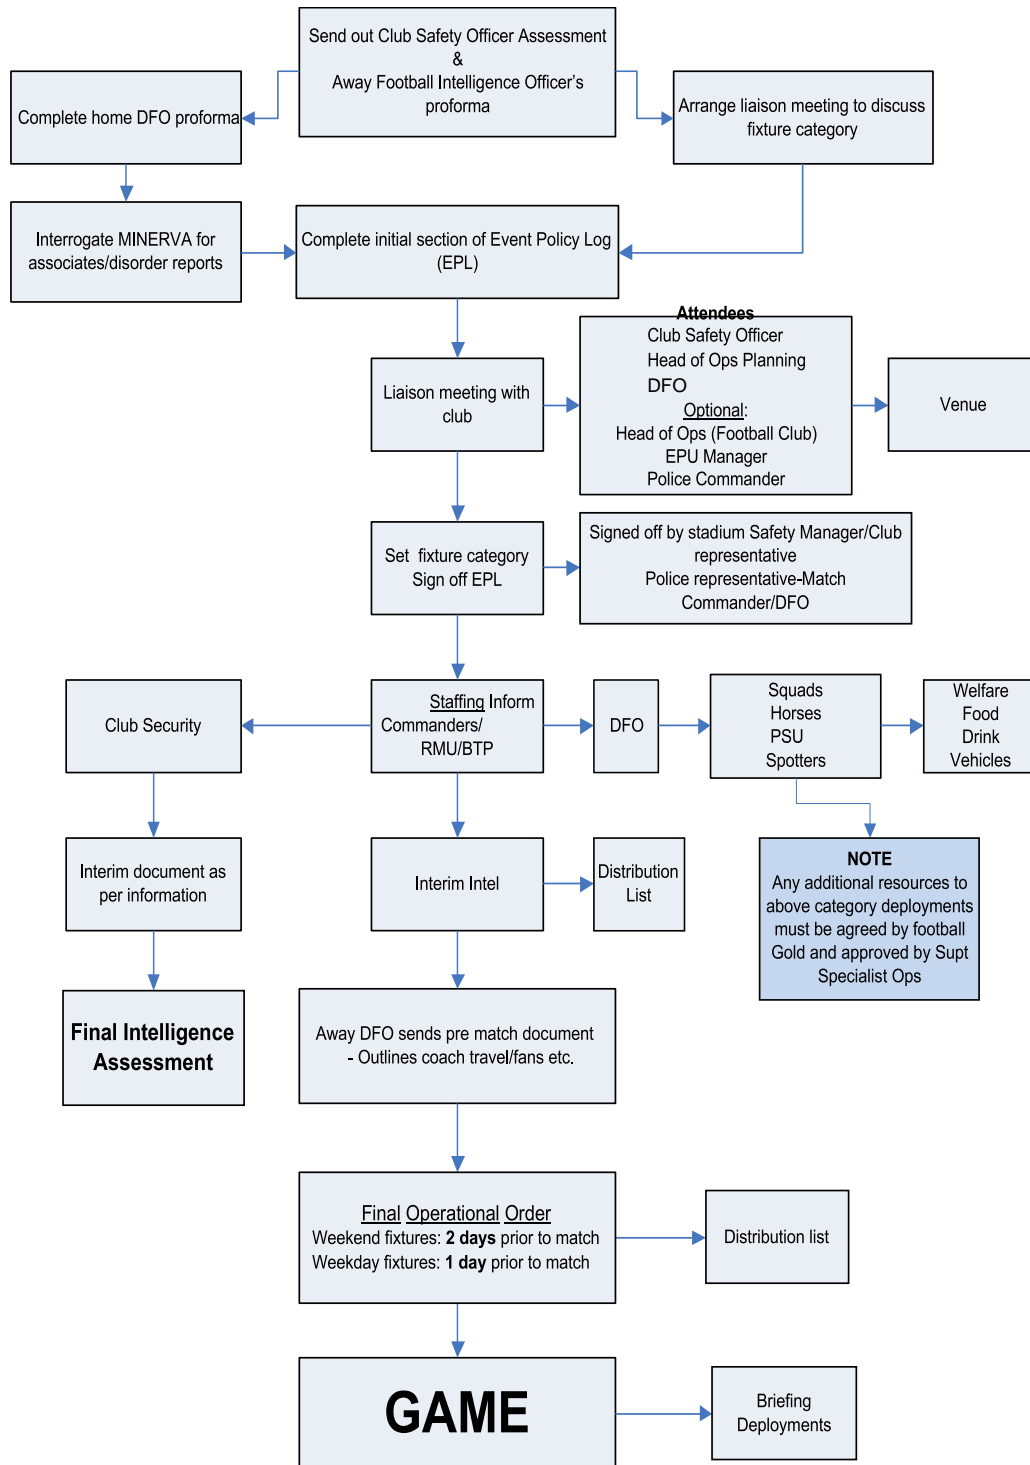 Send out Club Safety Officer Assessment
&
Away Football Intelligence Officer's
proforma
Complete home DFO proforma
Arrange liaison meeting to discuss
fixture category
Interrogate MINERVA for
associates/disorder reports
Complete initial section of Event Policy Log
(EPL)
Attendees
Club Safety Officer
Head of Ops Planning
DFO
Optional:
Head of Ops (Football Club)
EPU Manager
Police Commander
Liaison meeting with
club
Venue
Set fixture category
Sign off EPL
Signed off by stadium Safety Manager/Club
representative
Police representative-Match
Commander/DFO
Club Security
Staffing Inform
Commanders/
RMU/BTP
DFO
Squads
Horses
PSU
Spotters
Welfare
Food
Drink
Vehicles
Interim document as
per information
Interim Intel
Distribution
List
NOTE
Any additional resources to
above category deployments
must be agreed by football
Gold and approved by Supt
Specialist Ops
Final Intelligence
Assessment
Away DFO sends pre match document
- Outlines coach travel/fans etc.
Final Operational Order
Weekend fixtures: 2 days prior to match
Weekday fixtures: 1 day prior to match
Distribution list
GAME
Briefing
Deployments